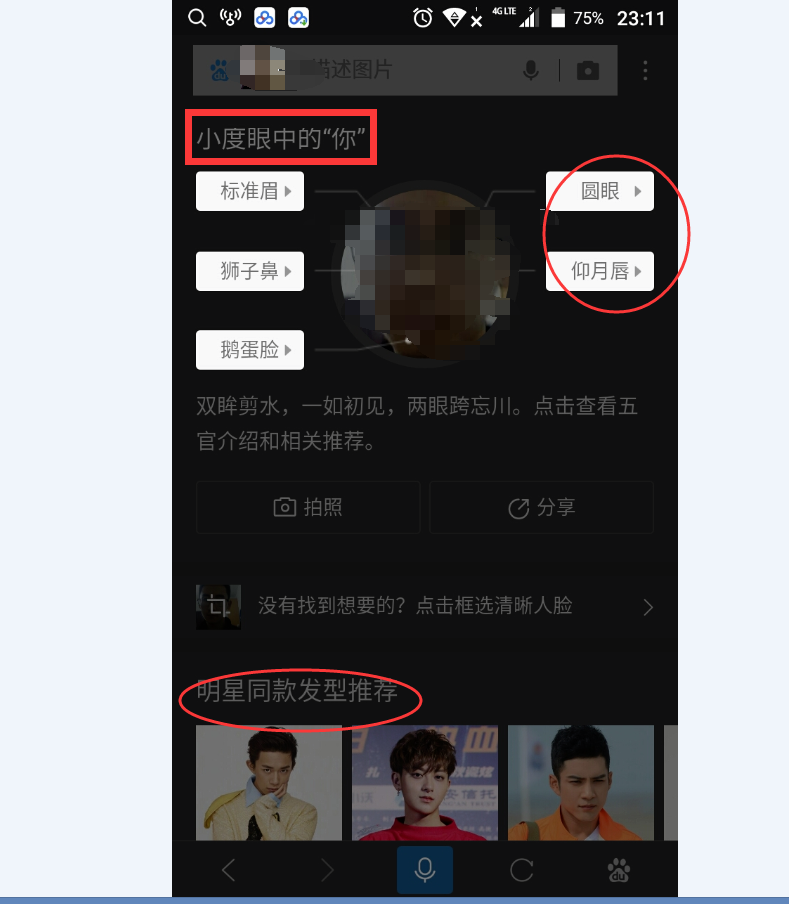 4G LTE 2 75% 23:11
描述图片
小度眼中的“你”
标准眉
圆眼
狮子鼻
仰月唇
鹅蛋脸
双眸剪水，一如初见，两眼跨忘川。点击查看五
官介绍和相关推荐。
拍照
分享
没有找到想要的？点击框选清晰人脸
明星同款发型推荐
du